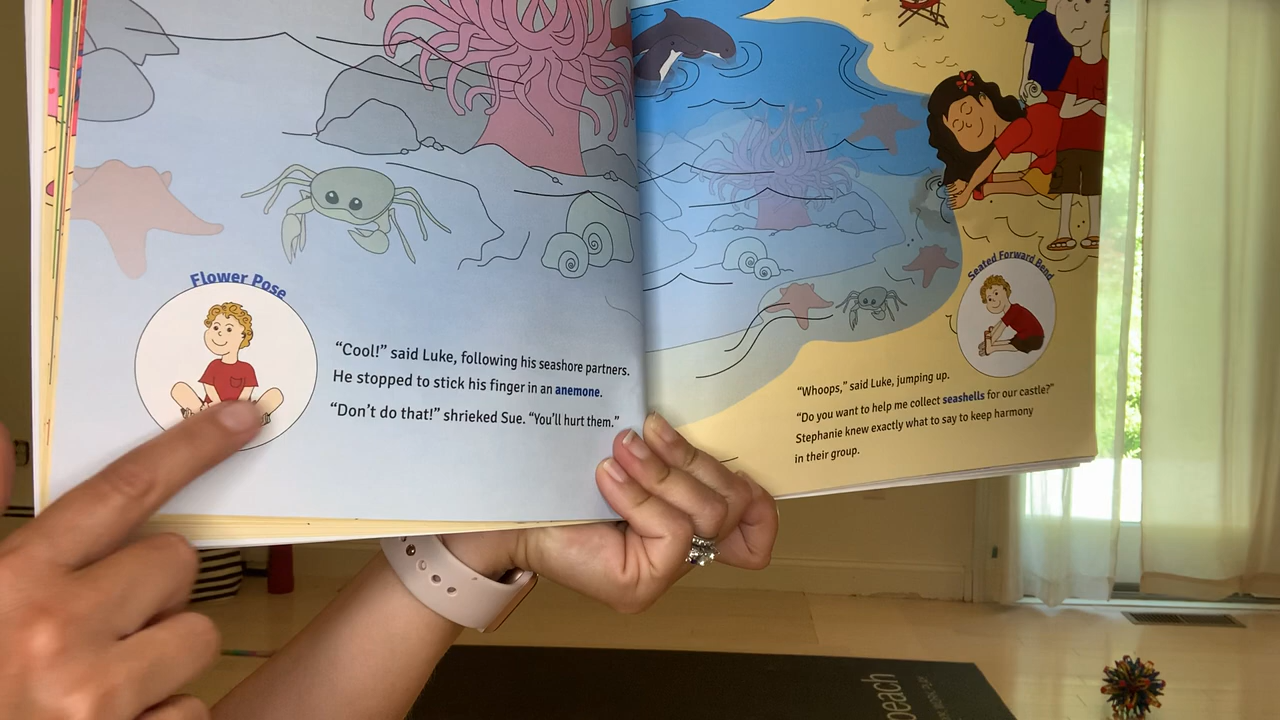 Flower Pose
“Cool!” said Luke, following his seashore partners.
He stopped to stick his finger in an anemone.
“Don’t do that!” shrieked Sue. “You’ll hurt them.”
Seated Forward Bend
“Whoops,” said Luke, jumping up.
“Do you want to help me collect seashells for our castle?”
Stephanie knew exactly what to say to keep harmony
in their group.
peach